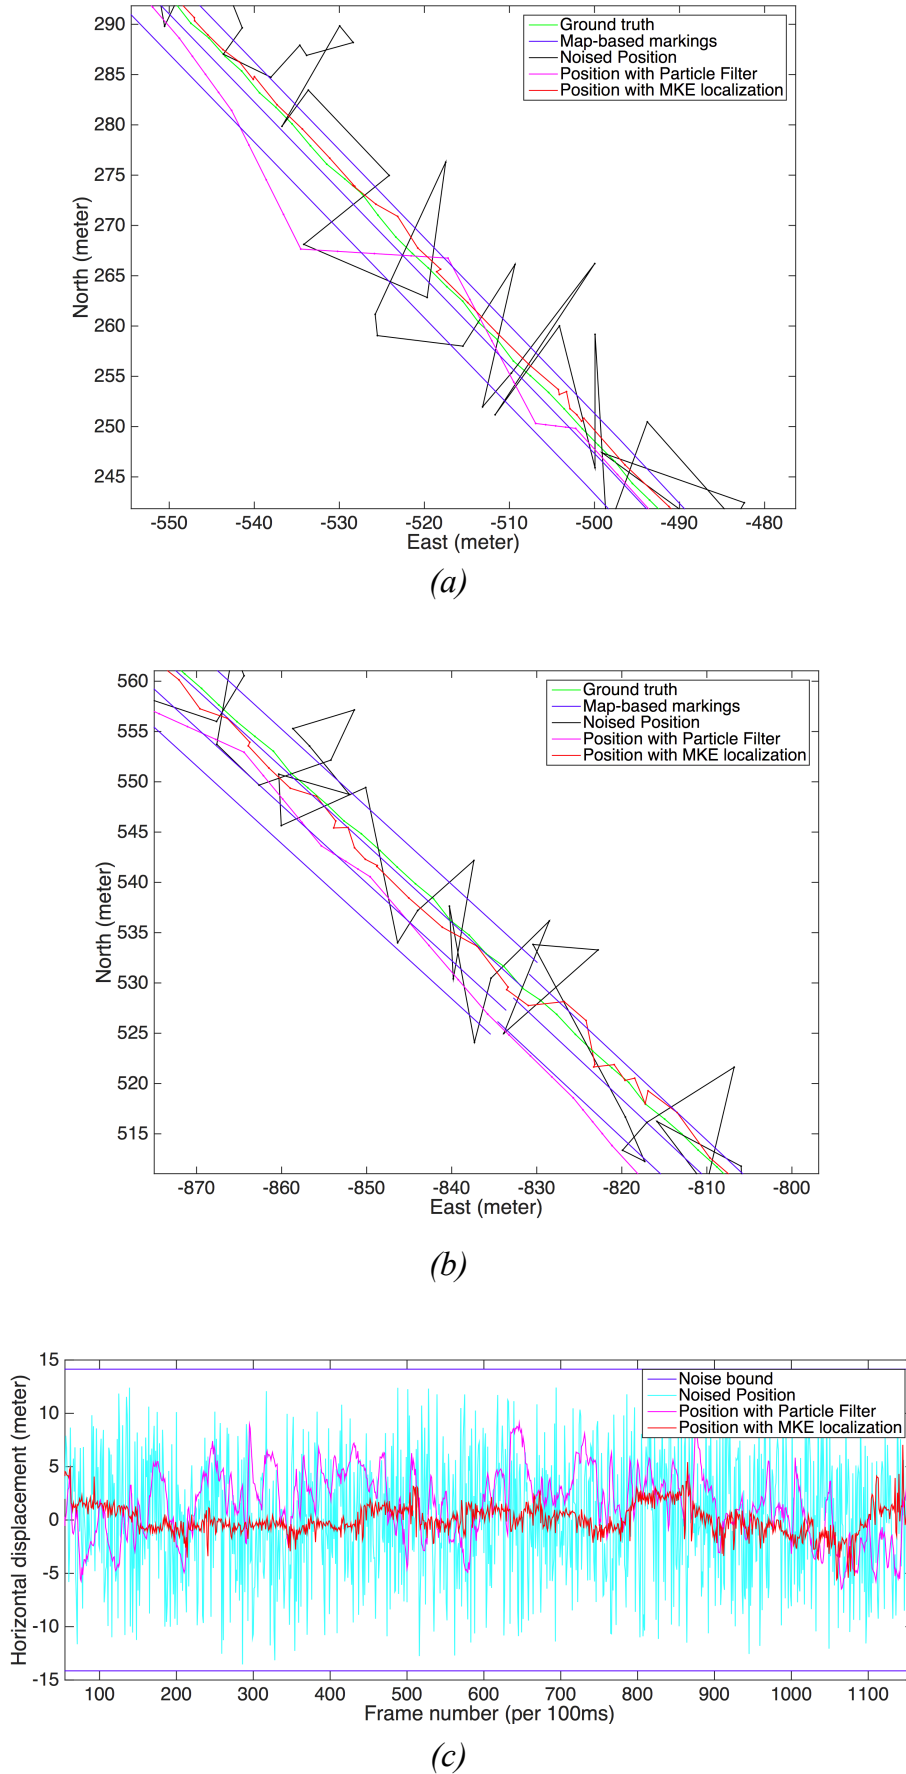 290
285
280
275
270
265
260
255
250
245
North (meter)
Ground truth
Map-based markings
Noised Position
Position with Particle Filter
Position with MKE localization
-550 -540 -530 -520 -510 -500 -490 -480
East (meter)
(a)
560
555
550
545
540
535
530
525
520
515
North (meter)
Ground truth
Map-based markings
Noised Position
Position with Particle Filter
Position with MKE localization
-870 -860 -850 -840 -830 -820 -810 -800
East (meter)
(b)
15
10
5
0
-5
-10
-15
Horizontal displacement (meter)
Noise bound
Noised Position
Position with Particle Filter
Position with MKE localization
100 200 300 400 500 600 700 800 900 1000 1100
Frame number (per 100ms)
(c)